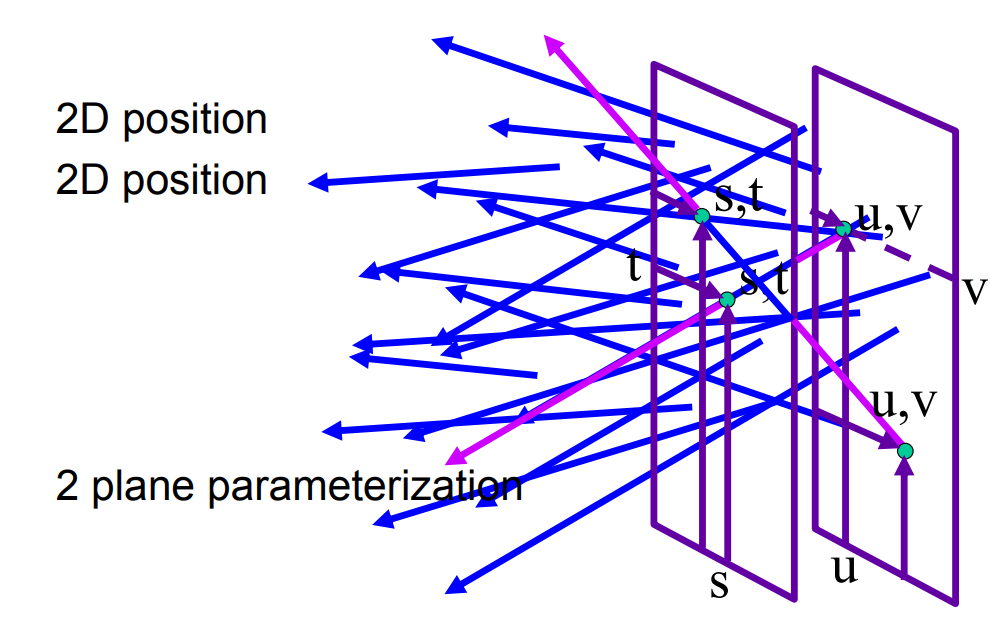 2D position
2D position
s,t
u,v
t
s,t
v
u,v
2 plane parameterization
s
u